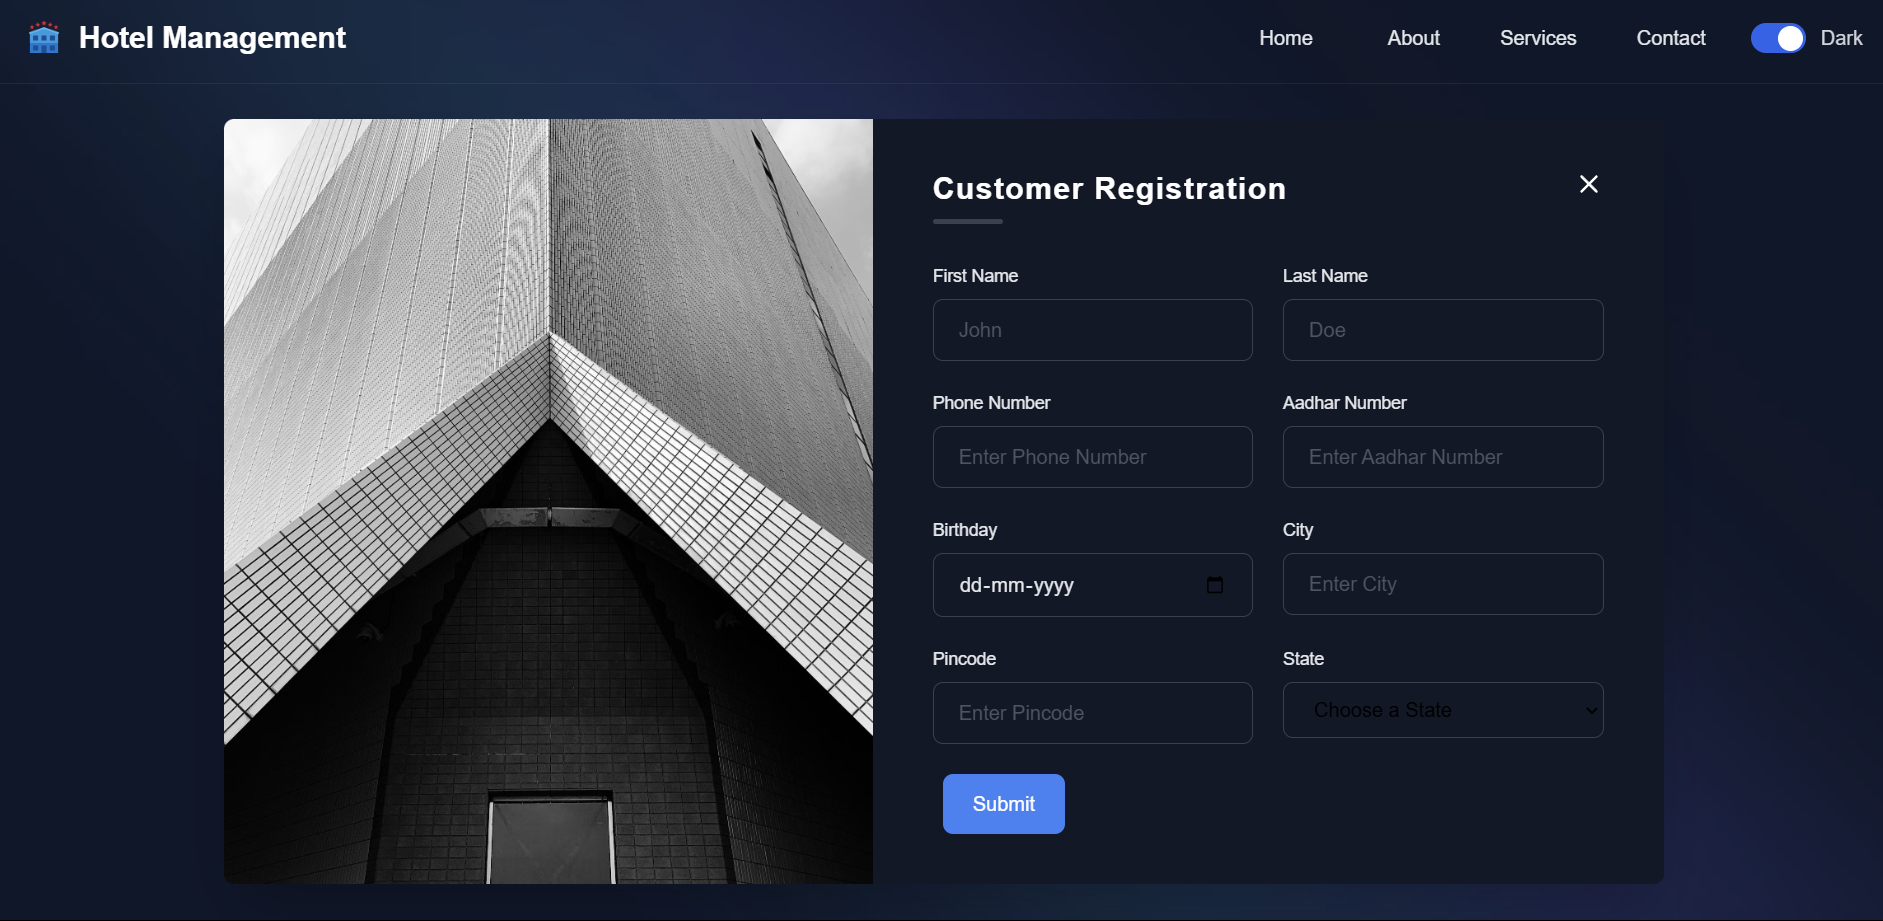 Hotel Management
Home About Services Contact Dark
Customer Registration
First Name Last Name
John Doe
Phone Number Aadhar Number
Enter Phone Number Enter Aadhar Number
Birthday City
dd-mm-yyyy Enter City
Pincode State
Enter Pincode Choose a State
Submit